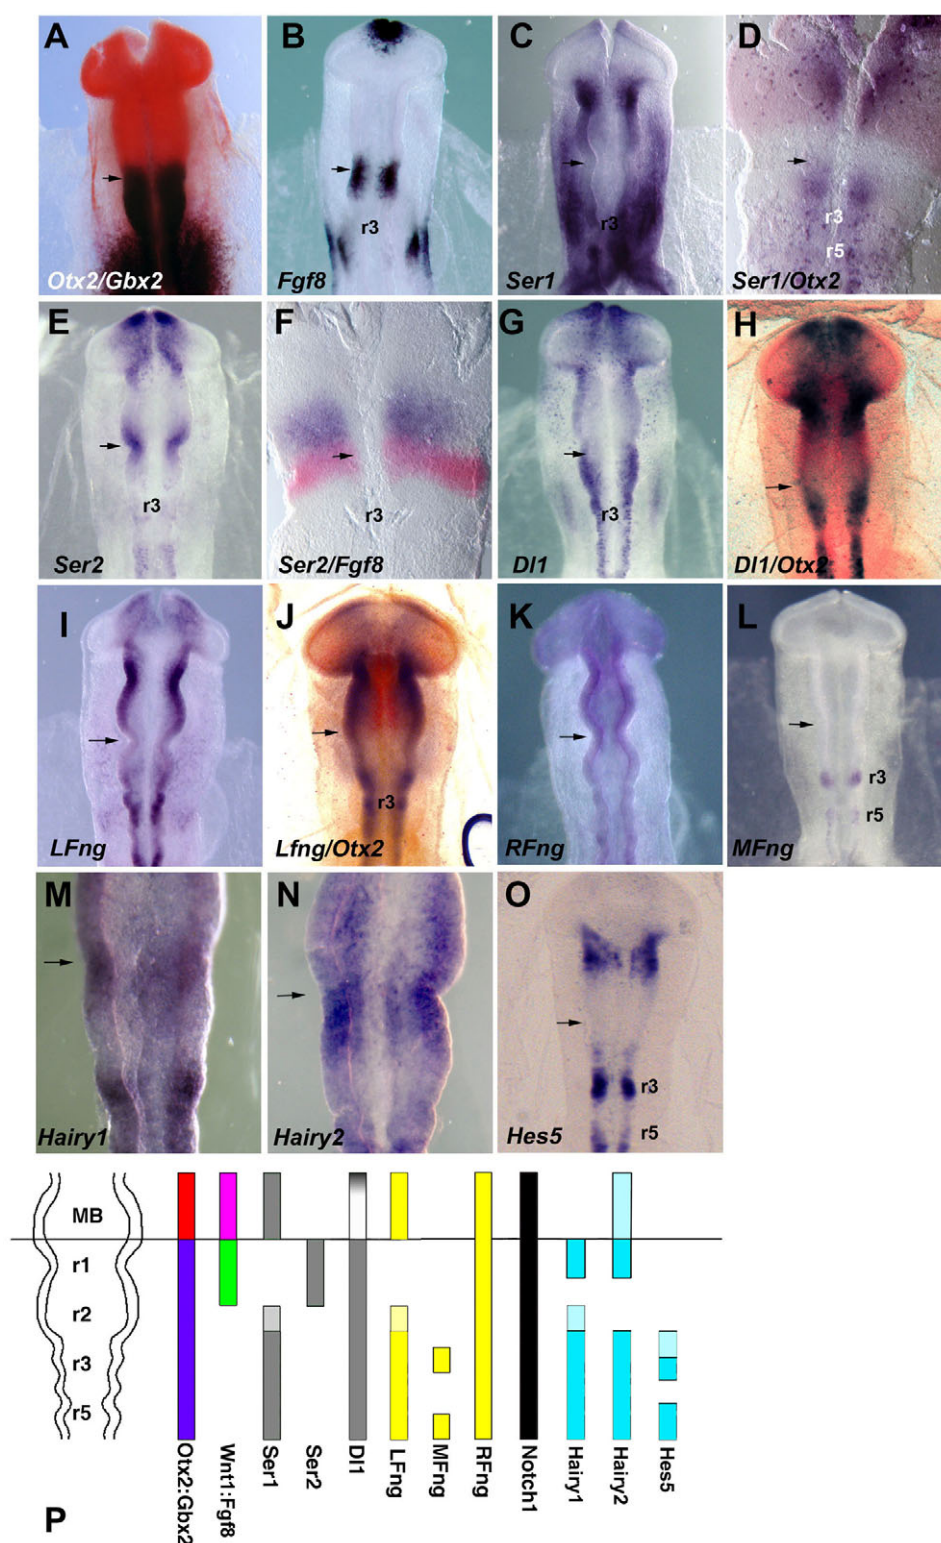 A
Otx2/Gbx2
B
r3
Fgf8
C
Ser1
D
r3
r5
Ser1/Otx2
E
r3
Ser2
F
r3
Ser2/Fgf8
G
r3
Dl1
H
Dl1/Otx2
I
LFng
J
r3
Lfng/Otx2
K
RFng
L
r3
r5
MFng
M
Hairy1
N
Hairy2
O
r3
r5
Hes5
MB
r1
r2
r3
r5
Otx2:Gbx2
Wnt1:Fgf8
Ser1
Ser2
Dl1
LFng
MFng
RFng
Notch1
Hairy1
Hairy2
Hes5
P